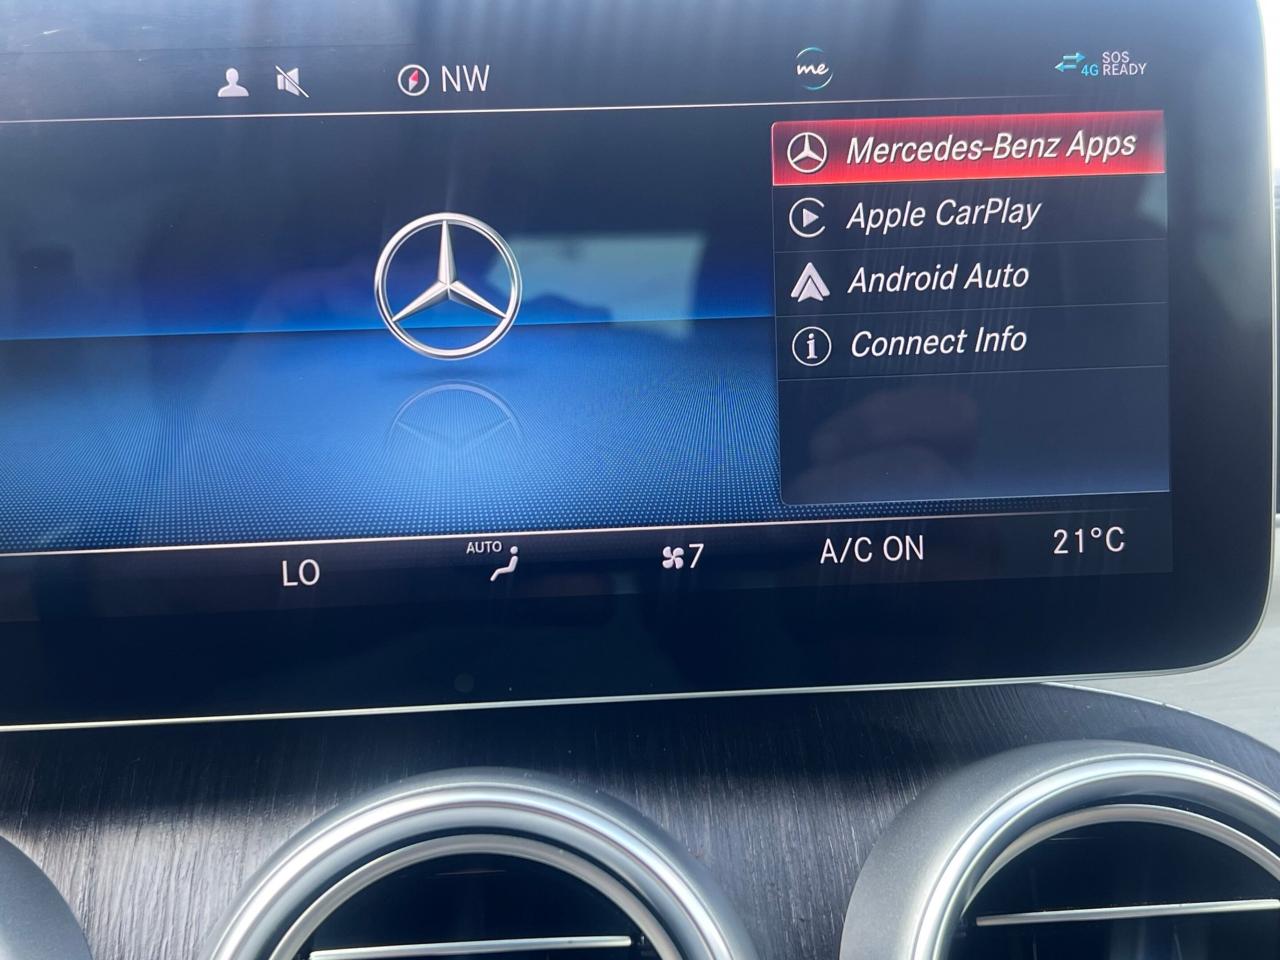 NW
me
SOS
4G READY
Mercedes-Benz Apps
Apple CarPlay
Android Auto
Connect Info
LO
AUTO
7
A/C ON
21°C